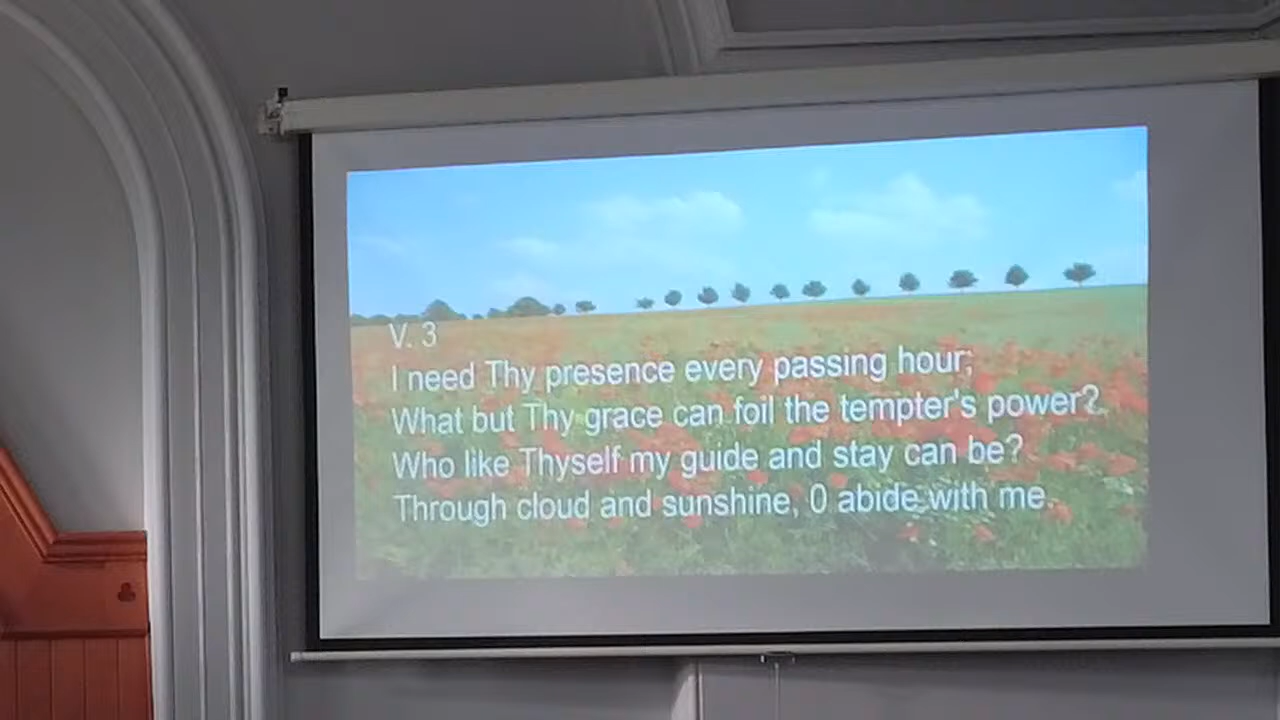 V. 3
I need Thy presence every passing hour;
What but Thy grace can foil the tempter's power?
Who like Thyself my guide and stay can be?
Through cloud and sunshine, 0 abide with me.